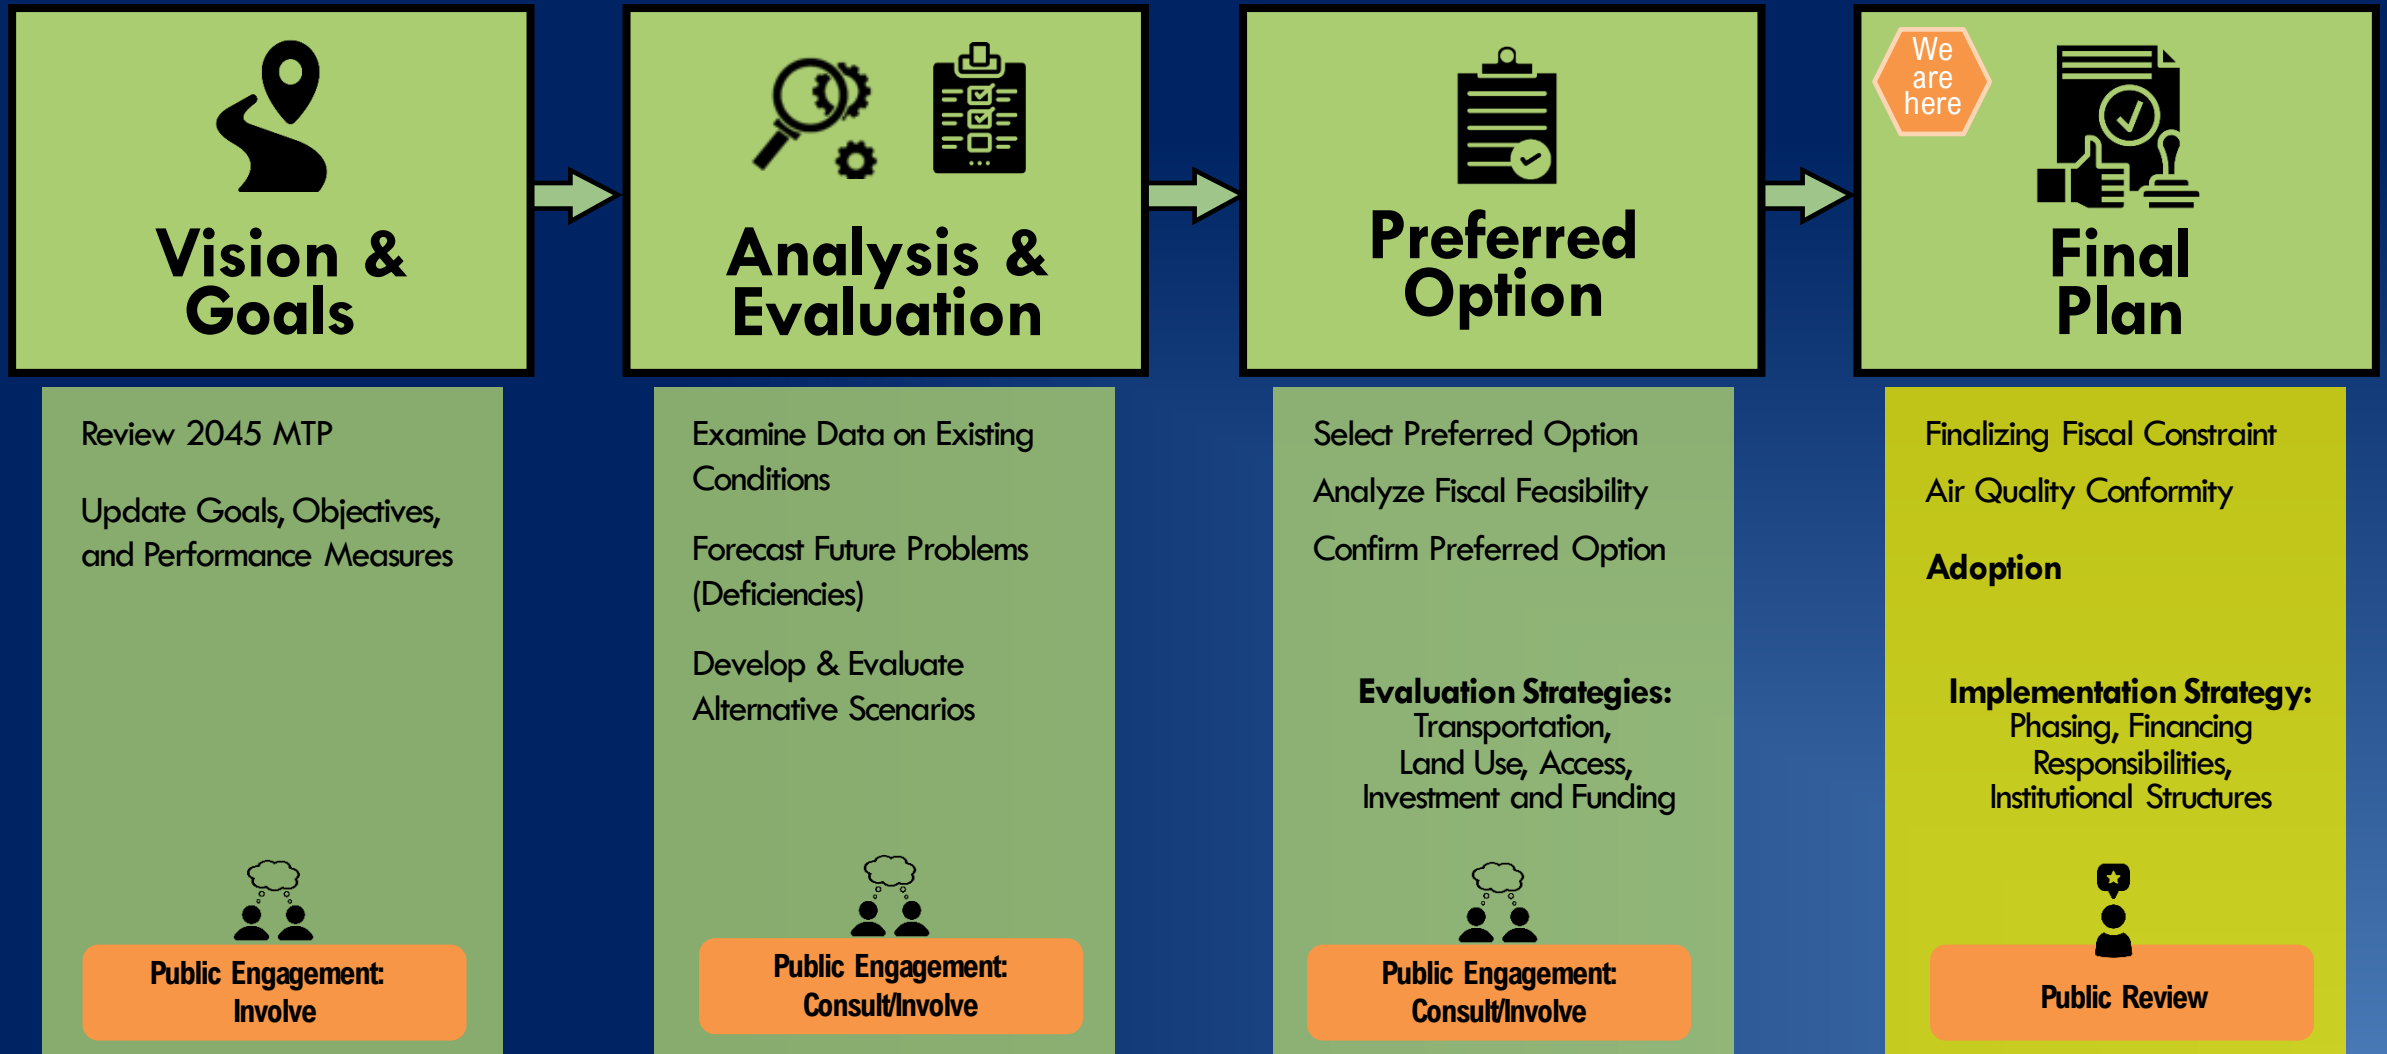 Vision &
Goals
Review 2045 MTP
Update Goals, Objectives,
and Performance Measures
Public Engagement:
Involve
Analysis &
Evaluation
Examine Data on Existing
Conditions
Forecast Future Problems
(Deficiencies)
Develop & Evaluate
Alternative Scenarios
Public Engagement:
Consult/Involve
Preferred
Option
Select Preferred Option
Analyze Fiscal Feasibility
Confirm Preferred Option
Evaluation Strategies:
Transportation,
Land Use, Access,
Investment and Funding
Public Engagement:
Consult/Involve
We
are
here
Final
Plan
Finalizing Fiscal Constraint
Air Quality Conformity
Adoption
Implementation Strategy:
Phasing, Financing
Responsibilities,
Institutional Structures
Public Review